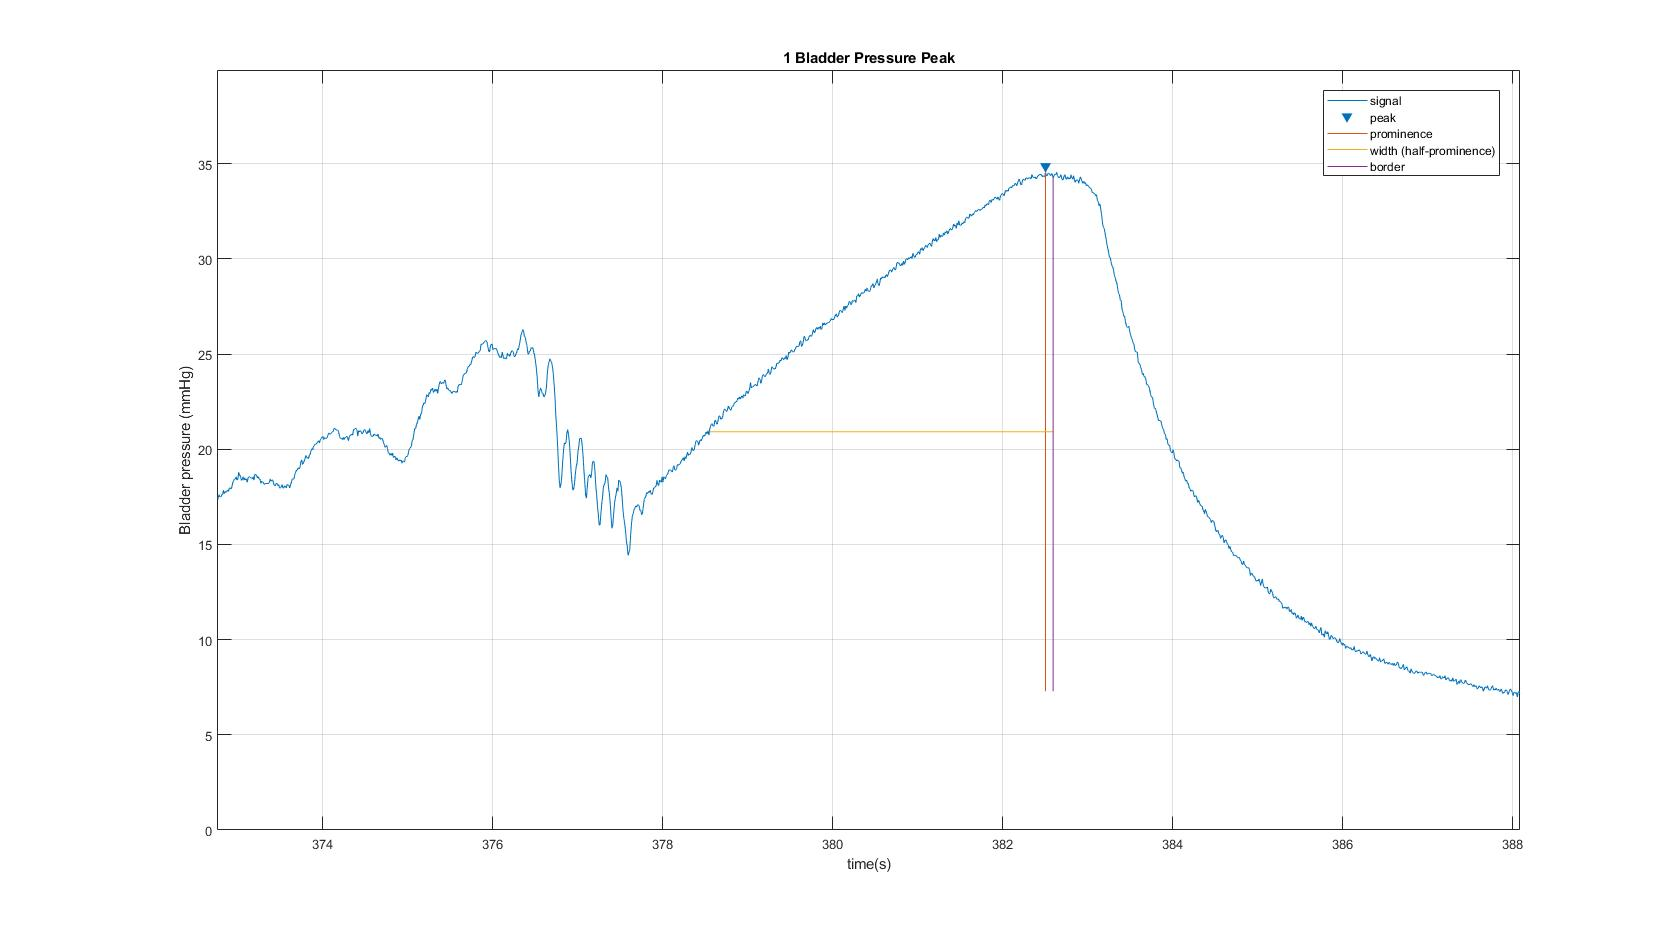 1 Bladder Pressure Peak
signal
peak
prominence
width (half-prominence)
border
35
30
25
20
15
10
5
0
Bladder pressure (mmHg)
374 376 378 380 382 384 386 388
time(s)